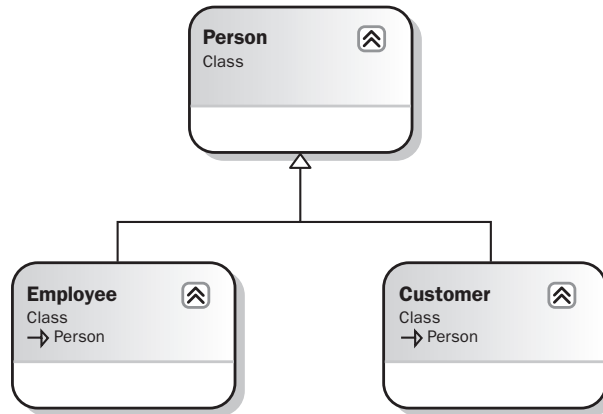 Person
Class
Employee
Class
Person
Customer
Class
Person